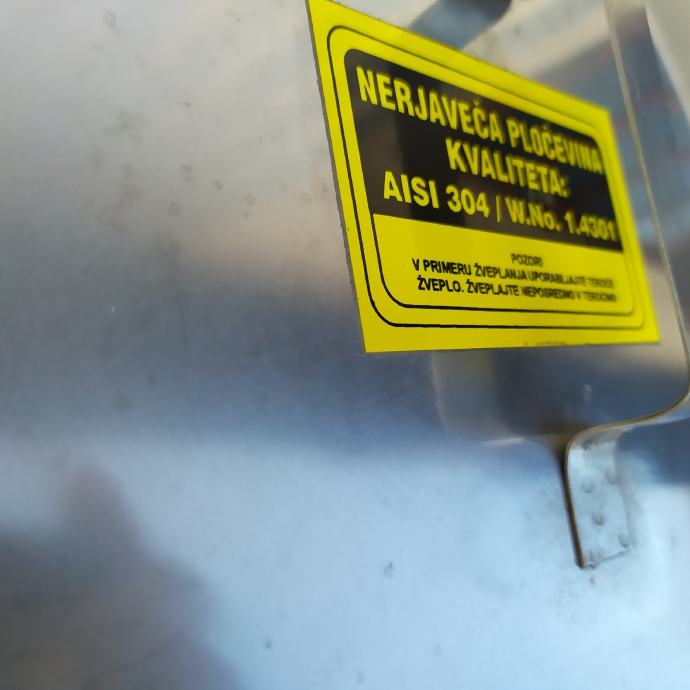 NERJAVEČA PLOČEVINA
KVALITETA:
AISI 304 / W.No. 1.4301
POZOR!
V PRIMERU ŽVEPLANJA UPORABLJAJTE TEKOČE
ŽVEPLO. ŽVEPLAJTE NEPOSREDNO V TEKOČINO